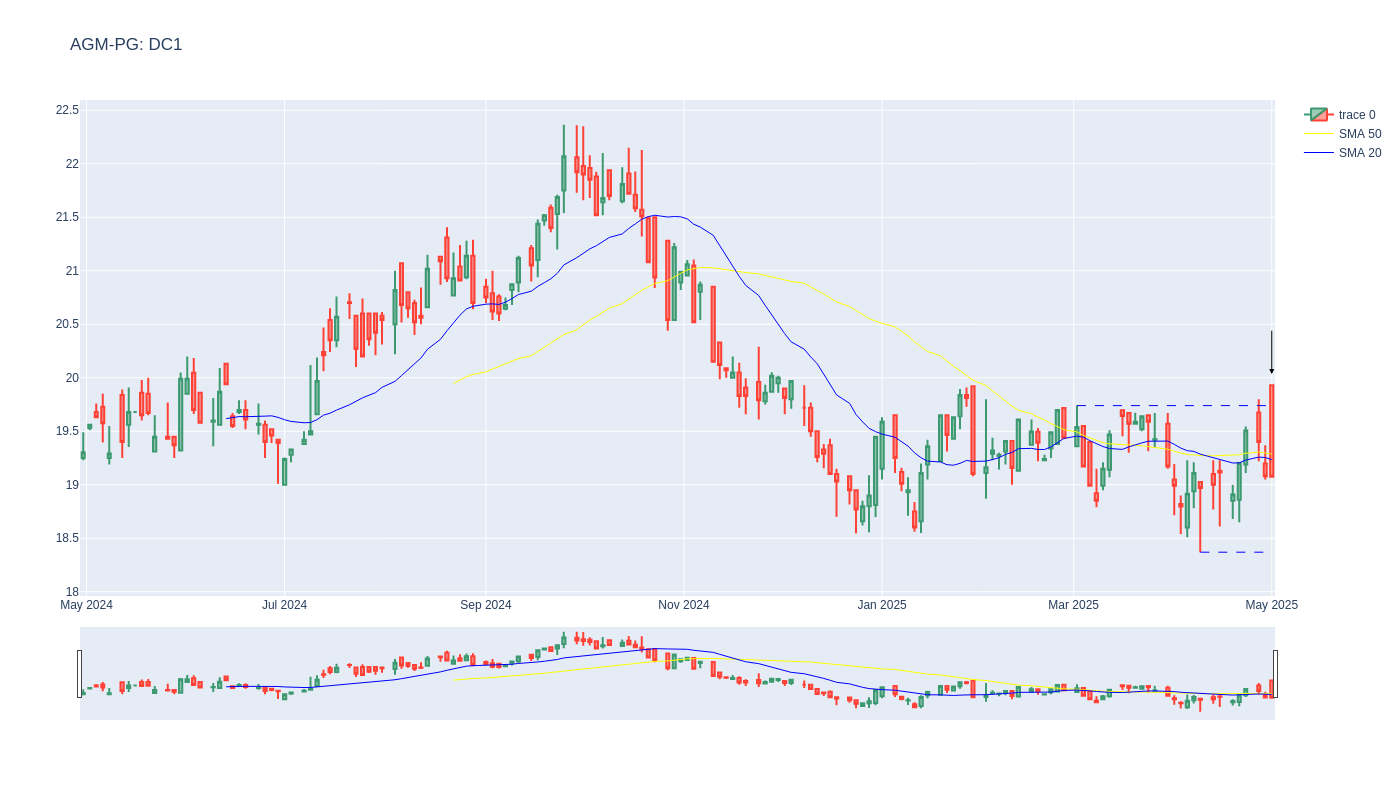 AGM-PG: DC1
22.5
22
21.5
21
20.5
20
19.5
19
18.5
18
May 2024
Jul 2024
Sep 2024
Nov 2024
Jan 2025
Mar 2025
May 2025
trace 0
SMA 50
SMA 20